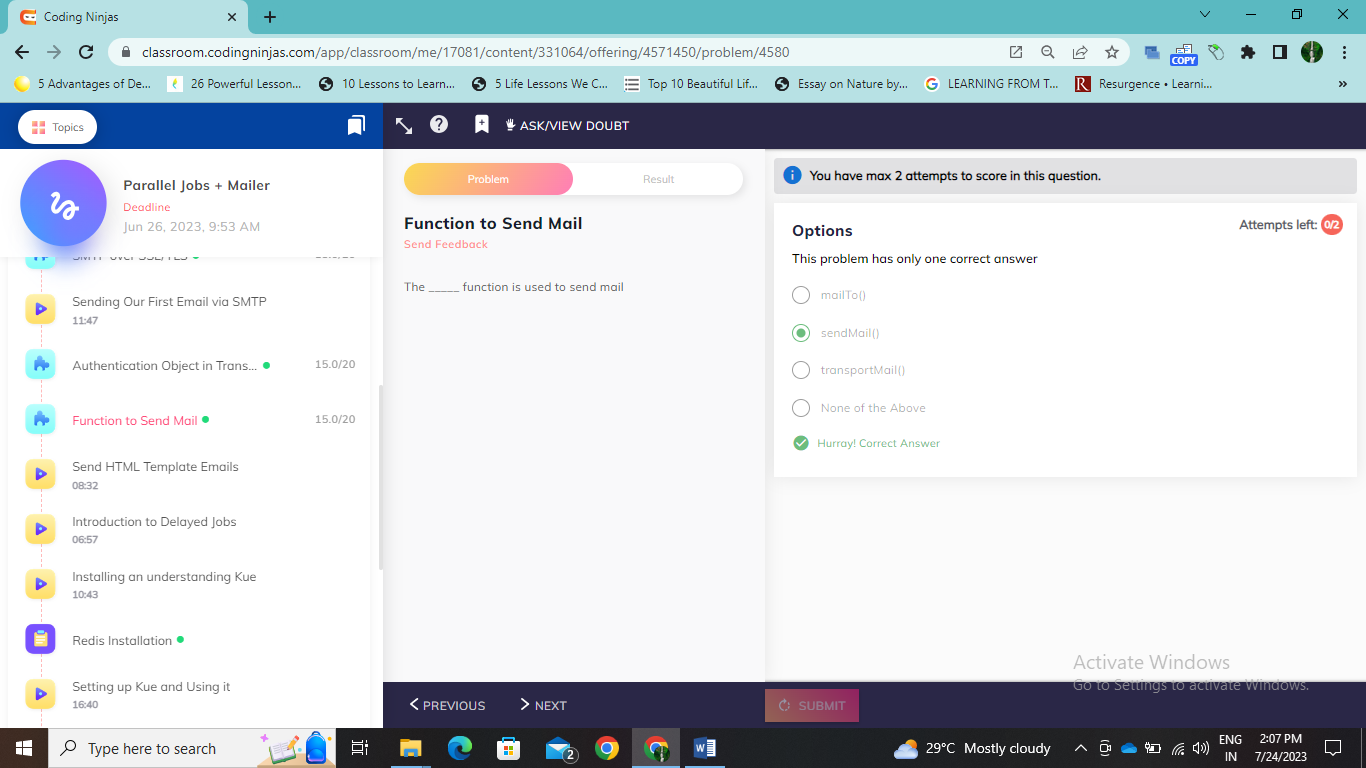 Coding Ninjas
classroom.codingninjas.com/app/classroom/me/17081/content/331064/offering/4571450/problem/4580
COPY
5 Advantages of De...
26 Powerful Lesson...
10 Lessons to Learn...
5 Life Lessons We C...
Top 10 Beautiful Lif...
Essay on Nature by...
LEARNING FROM T...
Resurgence • Learni...
»
Topics
ASK/VIEW DOUBT
Parallel Jobs + Mailer
Deadline
Jun 26, 2023, 9:53 AM
SMTP over SSL/TLS
Sending Our First Email via SMTP
11:47
Authentication Object in Trans...
15.0/20
Function to Send Mail
15.0/20
Send HTML Template Emails
08:32
Introduction to Delayed Jobs
06:57
Installing an understanding Kue
10:43
Redis Installation
Setting up Kue and Using it
16:40
Problem
Result
Function to Send Mail
Send Feedback
The _____ function is used to send mail
You have max 2 attempts to score in this question.
Options
Attempts left: 0/2
This problem has only one correct answer
mailTo()
sendMail()
transportMail()
None of the Above
Hurray! Correct Answer
Activate Windows
Go to Settings to activate Windows.
PREVIOUS
NEXT
SUBMIT
Type here to search
2
29°C Mostly cloudy
ENG
IN
2:07 PM
7/24/2023